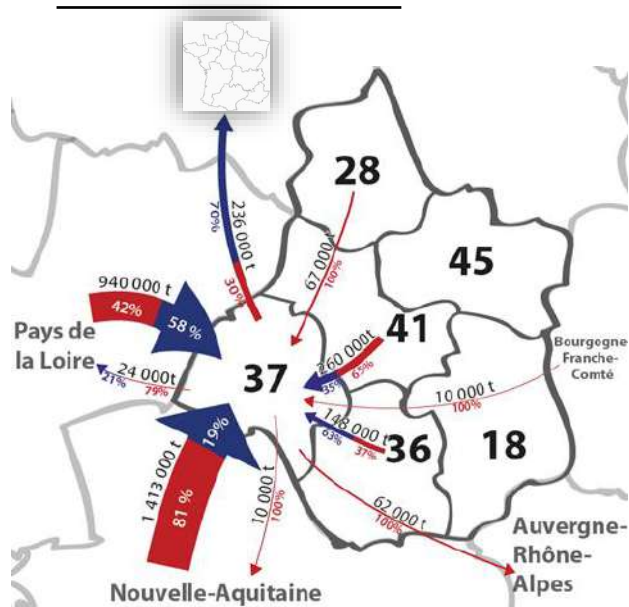 28
236 000 t
70%
30%
67 000 t
100%
45
940 000 t
42%
58 %
41
Pays de
la Loire
260 000 t
35%
65%
Bourgogne
Franche-
Comté
24 000 t
21%
79%
37
10 000 t
100%
148 000 t
63%
37%
36
18
19%
1 413 000 t
81 %
10 000 t
100%
62 000 t
100%
Auvergne-
Rhône-
Alpes
Nouvelle-Aquitaine